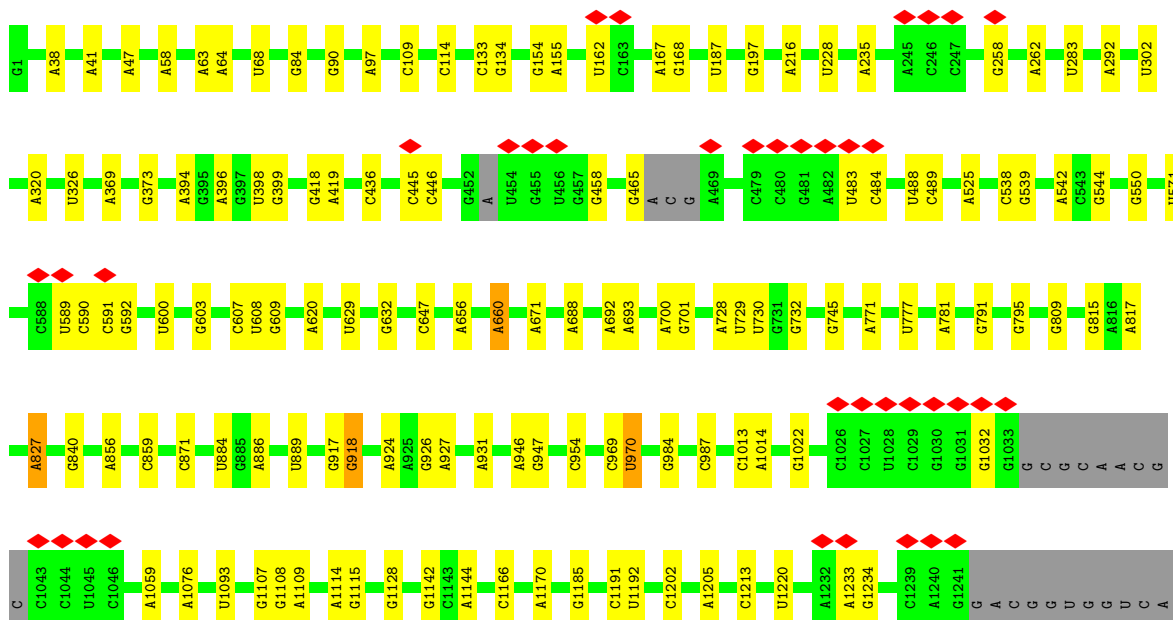 G1 A38 A41 A47 A58 A63 A64 U68 G84 G90 A97 C109 C114 C133 G134 G154 A155 U162 C163 A167 G168 U187 G197 A216 U228 A235 A245 C246 C247 G258 A262 U283 A292 U302
A320 U326 A369 G373 A394 G395 A396 G397 U398 G399 G418 A419 C436 C445 C446 G452 A U454 G455 U456 G457 G458 G465 A C G A469 C479 C480 G481 A482 U483 C484 U488 C489 A525 C538 G539 A542 C543 G544 G550 U571
C588 U589 C590 C591 G592 U600 G603 C607 U608 G609 A620 U629 G632 C647 A656 A660 A671 A688 A692 A693 A700 G701 A728 U729 U730 G731 G732 G745 A771 U777 A781 G791 G795 G809 G815 A816 A817
A827 G840 A856 C859 C871 U884 G885 A886 U889 G917 G918 A924 A925 G926 A927 A931 A946 G947 C954 C969 U970 G984 C987 C1013 A1014 G1022 C1026 C1027 U1028 C1029 G1030 G1031 G1032 G1033 G C G C A A C G
C C1043 C1044 U1045 C1046 A1059 A1076 U1093 G1107 G1108 A1109 A1114 G1115 G1128 G1142 C1143 A1144 C1166 A1170 G1185 C1191 U1192 C1202 A1205 C1213 U1220 A1232 A1233 G1234 C1239 A1240 G1241 G A C G G U G G U C A